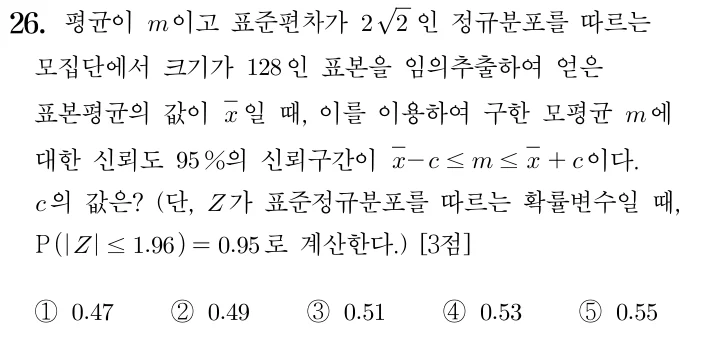 26. 평균이 m이고 표준편차가 2√2인 정규분포를 따르는
모집단에서 크기가 128인 표본을 임의추출하여 얻은
표본평균의 값이 x̄일 때, 이를 이용하여 구한 모평균 m에
대한 신뢰도 95%의 신뢰구간이 x̄-c≤m≤x̄+c이다.
c의 값은? (단, Z가 표준정규분포를 따르는 확률변수일 때,
P(|Z|≤1.96)=0.95로 계산한다.) [3점]
① 0.47 ② 0.49 ③ 0.51 ④ 0.53 ⑤ 0.55